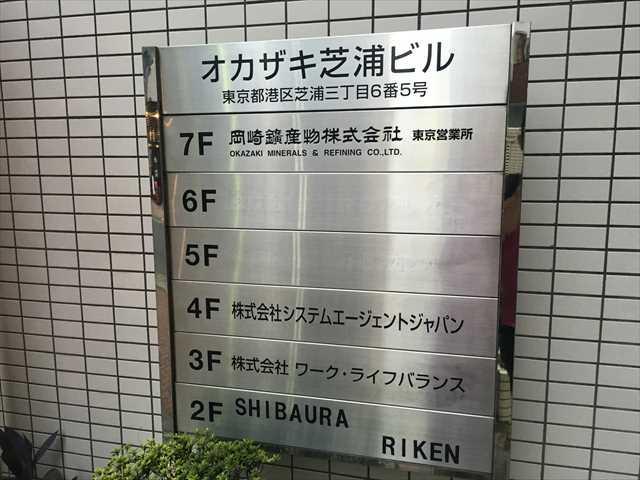 オカザキ芝浦ビル
東京都港区芝浦三丁目6番5号
7F 岡崎鑛産物株式会社 東京営業所
OKAZAKI MINERALS & REFINING CO.,LTD.
6F
5F
4F 株式会社システムエージェントジャパン
3F 株式会社 ワーク・ライフバランス
2F SHIBAURA
RIKEN